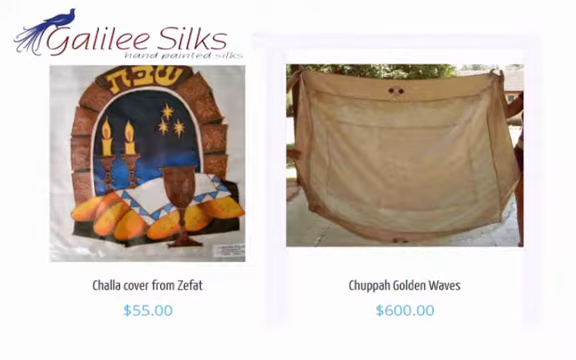 Galilee Silks
hand painted silks
שבת
Challa cover from Zefat
$55.00
Chuppah Golden Waves
$600.00